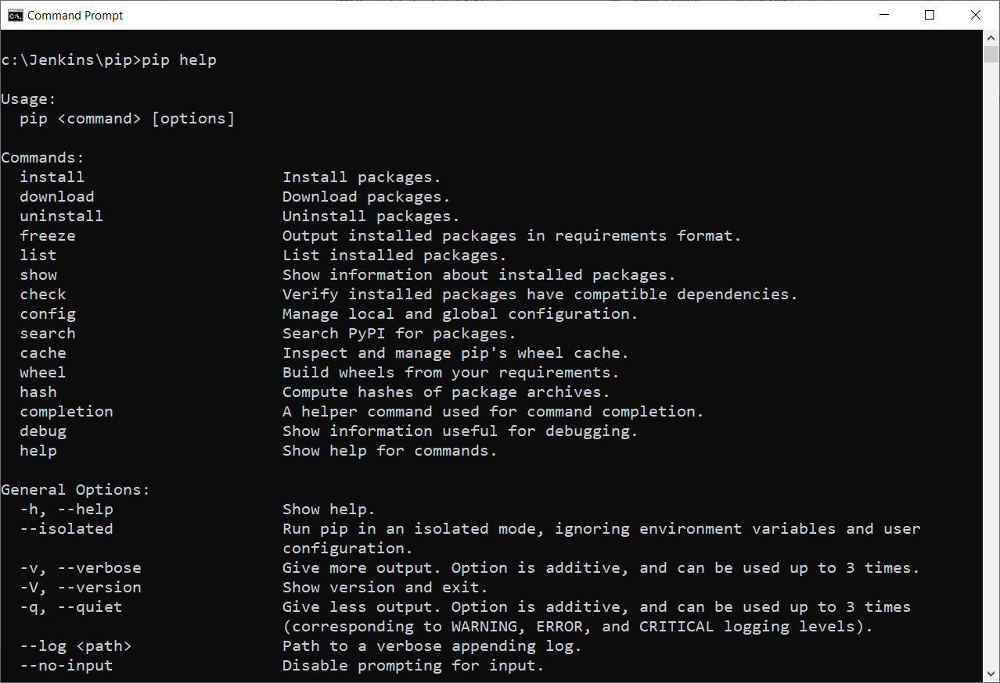 Command Prompt
c:\Jenkins\pip>pip help
Usage:
  pip <command> [options]
Commands:
  install                     Install packages.
  download                    Download packages.
  uninstall                   Uninstall packages.
  freeze                      Output installed packages in requirements format.
  list                        List installed packages.
  show                        Show information about installed packages.
  check                       Verify installed packages have compatible dependencies.
  config                      Manage local and global configuration.
  search                      Search PyPI for packages.
  cache                       Inspect and manage pip's wheel cache.
  wheel                       Build wheels from your requirements.
  hash                        Compute hashes of package archives.
  completion                  A helper command used for command completion.
  debug                       Show information useful for debugging.
  help                        Show help for commands.
General Options:
  -h, --help                  Show help.
  --isolated                  Run pip in an isolated mode, ignoring environment variables and user
                              configuration.
  -v, --verbose               Give more output. Option is additive, and can be used up to 3 times.
  -V, --version               Show version and exit.
  -q, --quiet                 Give less output. Option is additive, and can be used up to 3 times
                              (corresponding to WARNING, ERROR, and CRITICAL logging levels).
  --log <path>                Path to a verbose appending log.
  --no-input                  Disable prompting for input.